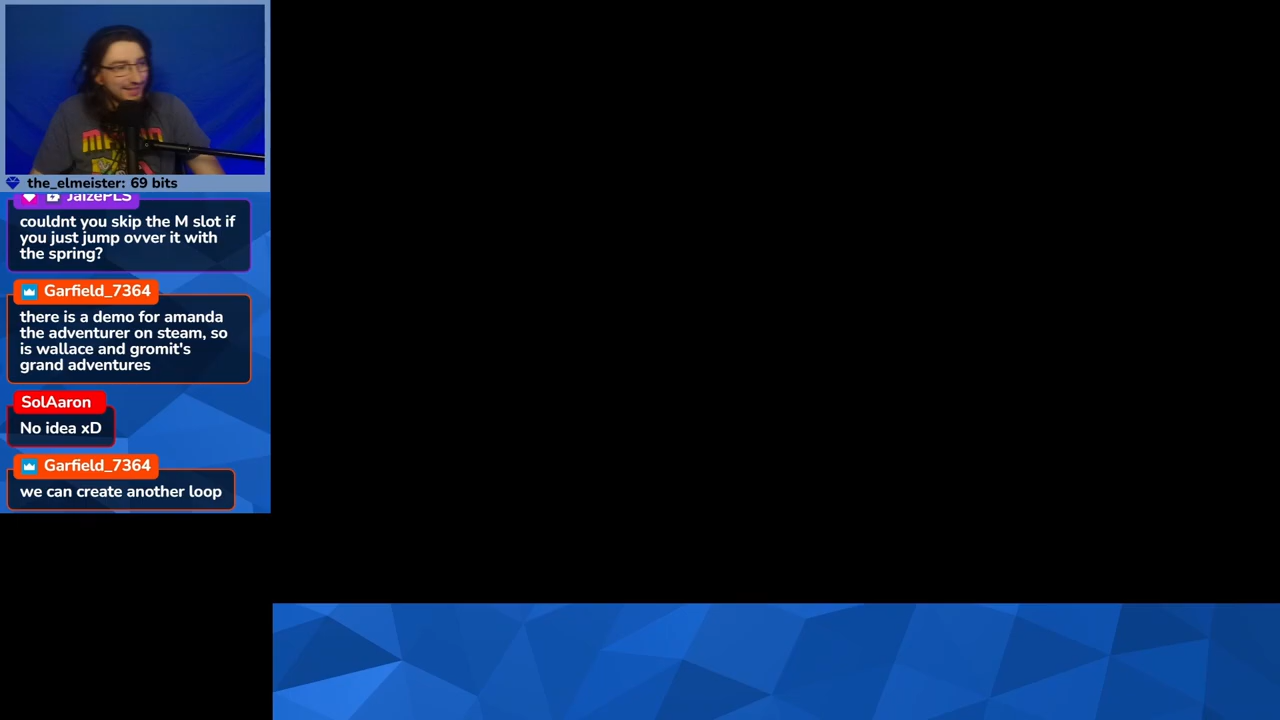 the_elmeister: 69 bits
JaizePLS
couldnt you skip the M slot if
you just jump ovver it with
the spring?
Garfield_7364
there is a demo for amanda
the adventurer on steam, so
is wallace and gromit's
grand adventures
SolAaron
No idea xD
Garfield_7364
we can create another loop